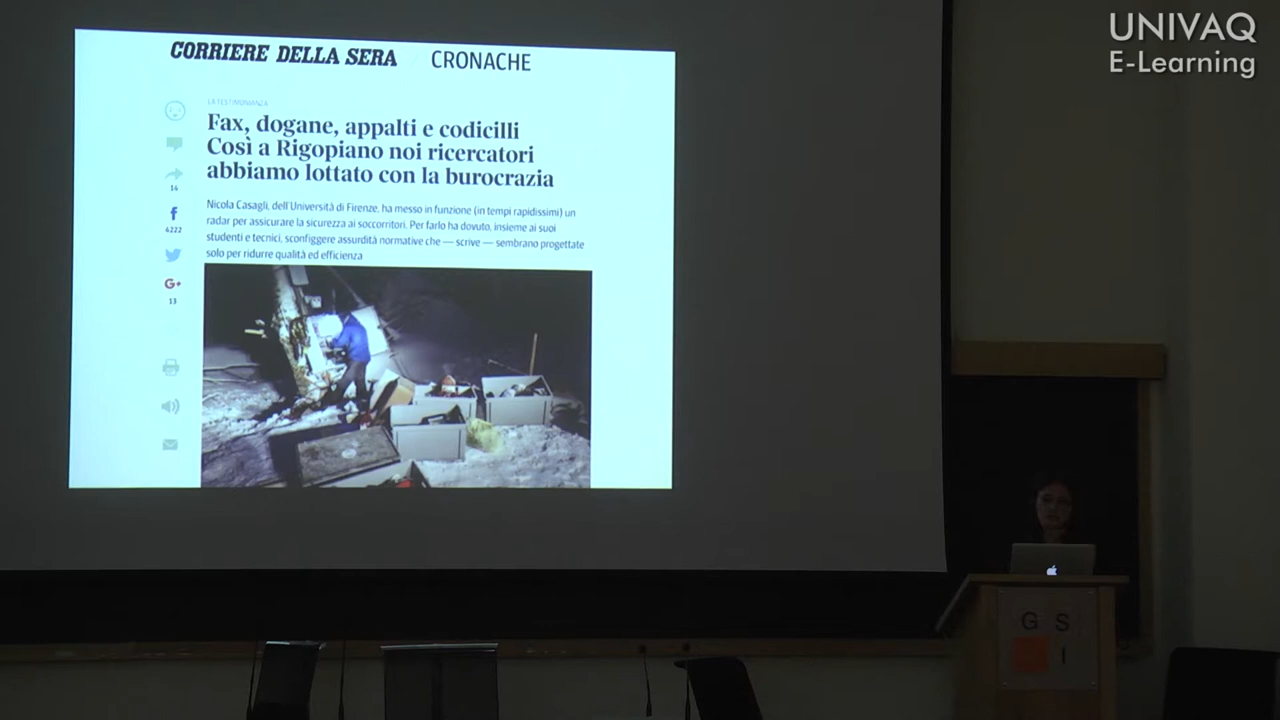 UNIVAQ
E-Learning
CORRIERE DELLA SERA CRONACHE
LA TESTIMONIANZA
Fax, dogane, appalti e codicilli
Così a Rigopiano noi ricercatori
abbiamo lottato con la burocrazia
Nicola Casagli, dell'Università di Firenze, ha messo in funzione (in tempi rapidissimi) un
radar per assicurare la sicurezza ai soccorritori. Per farlo ha dovuto, insieme ai suoi
studenti e tecnici, sconfiggere assurdità normative che — scrive — sembrano progettate
solo per ridurre qualità ed efficienza
14
f
4222
G+
13
G S
I